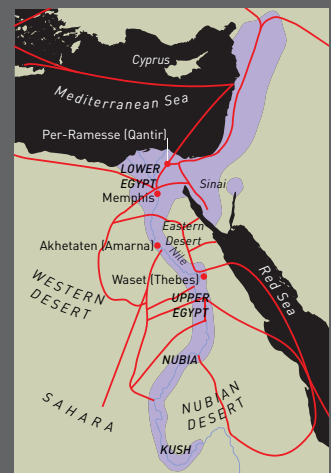 Cyprus
Mediterranean Sea
Per-Ramesse (Qantir)
LOWER
EGYPT
Sinai
Memphis
Eastern
Desert
Akhetaten (Amarna)
Nile
WESTERN
DESERT
Waset (Thebes)
Red Sea
UPPER
EGYPT
NUBIA
NUBIAN
DESERT
SAHARA
KUSH